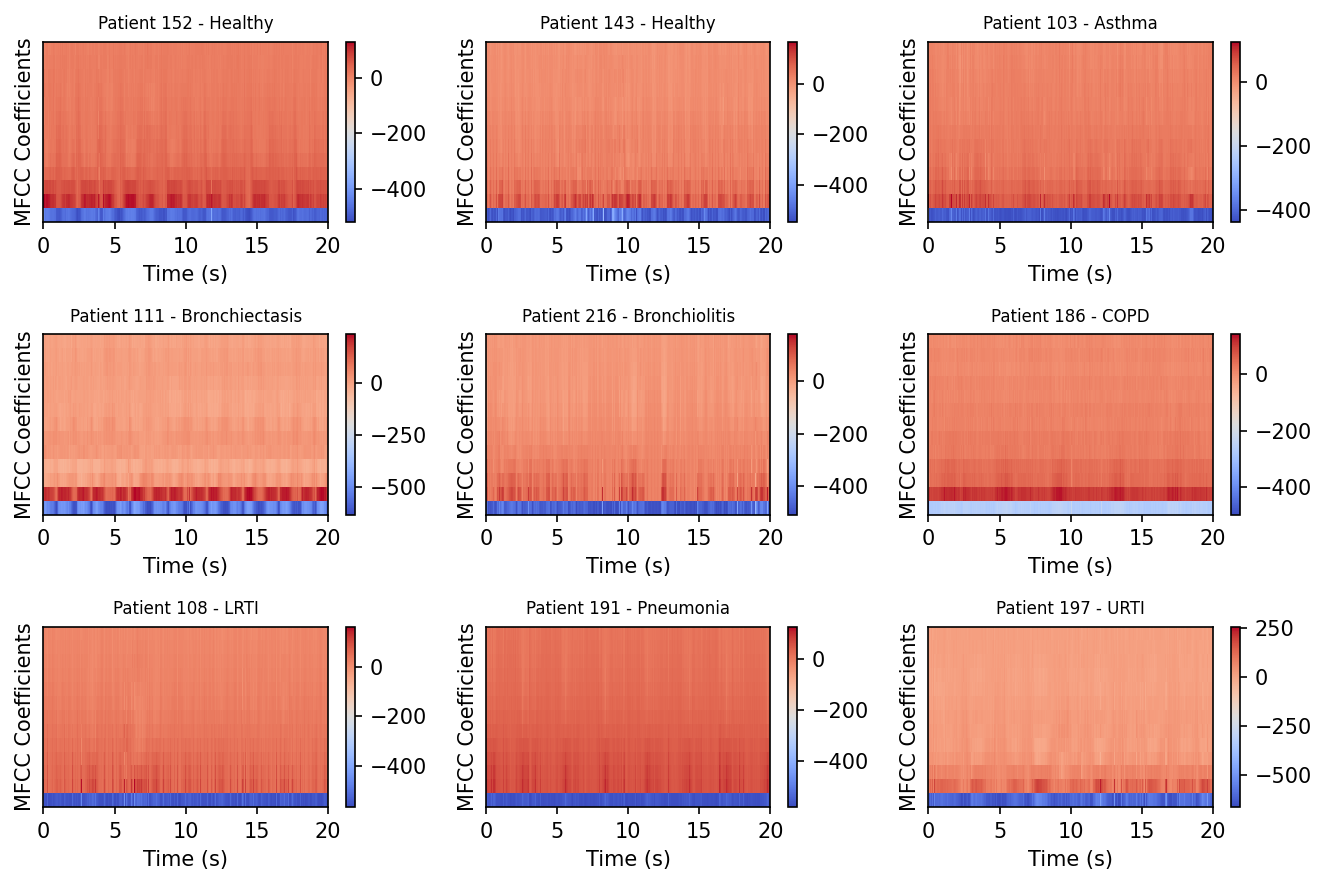 Patient 152 - Healthy
MFCC Coefficients
0
−200
−400
0 5 10 15 20
Time (s)
Patient 143 - Healthy
MFCC Coefficients
0
−200
−400
0 5 10 15 20
Time (s)
Patient 103 - Asthma
MFCC Coefficients
0
−200
−400
0 5 10 15 20
Time (s)
Patient 111 - Bronchiectasis
MFCC Coefficients
0
−250
−500
0 5 10 15 20
Time (s)
Patient 216 - Bronchiolitis
MFCC Coefficients
0
−200
−400
0 5 10 15 20
Time (s)
Patient 186 - COPD
MFCC Coefficients
0
−200
−400
0 5 10 15 20
Time (s)
Patient 108 - LRTI
MFCC Coefficients
0
−200
−400
0 5 10 15 20
Time (s)
Patient 191 - Pneumonia
MFCC Coefficients
0
−200
−400
0 5 10 15 20
Time (s)
Patient 197 - URTI
MFCC Coefficients
250
0
−250
−500
0 5 10 15 20
Time (s)